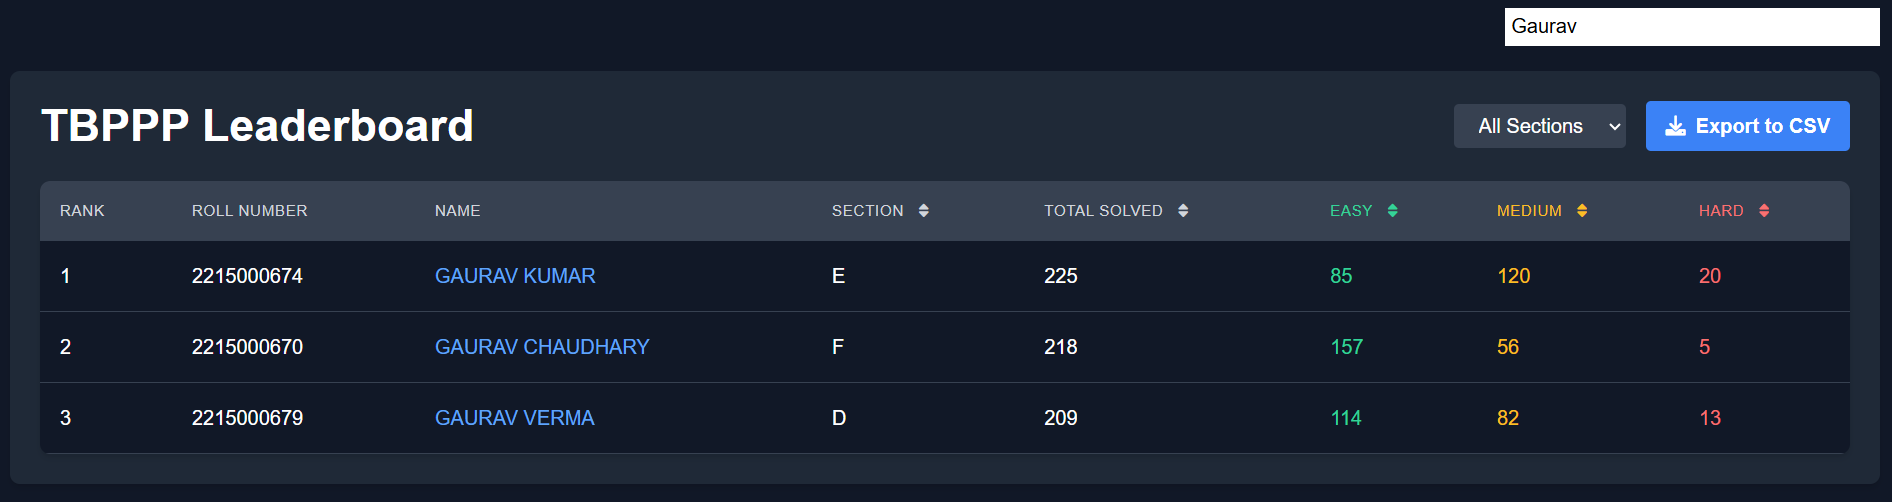 Gaurav
TBPPP Leaderboard
All Sections
Export to CSV
RANK ROLL NUMBER NAME SECTION TOTAL SOLVED EASY MEDIUM HARD
1 2215000674 GAURAV KUMAR E 225 85 120 20
2 2215000670 GAURAV CHAUDHARY F 218 157 56 5
3 2215000679 GAURAV VERMA D 209 114 82 13